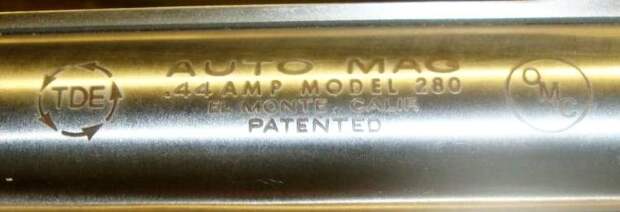 TDE
AUTO MAG
.44 AMP MODEL 280
EL MONTE, CALIF.
PATENTED
OMC